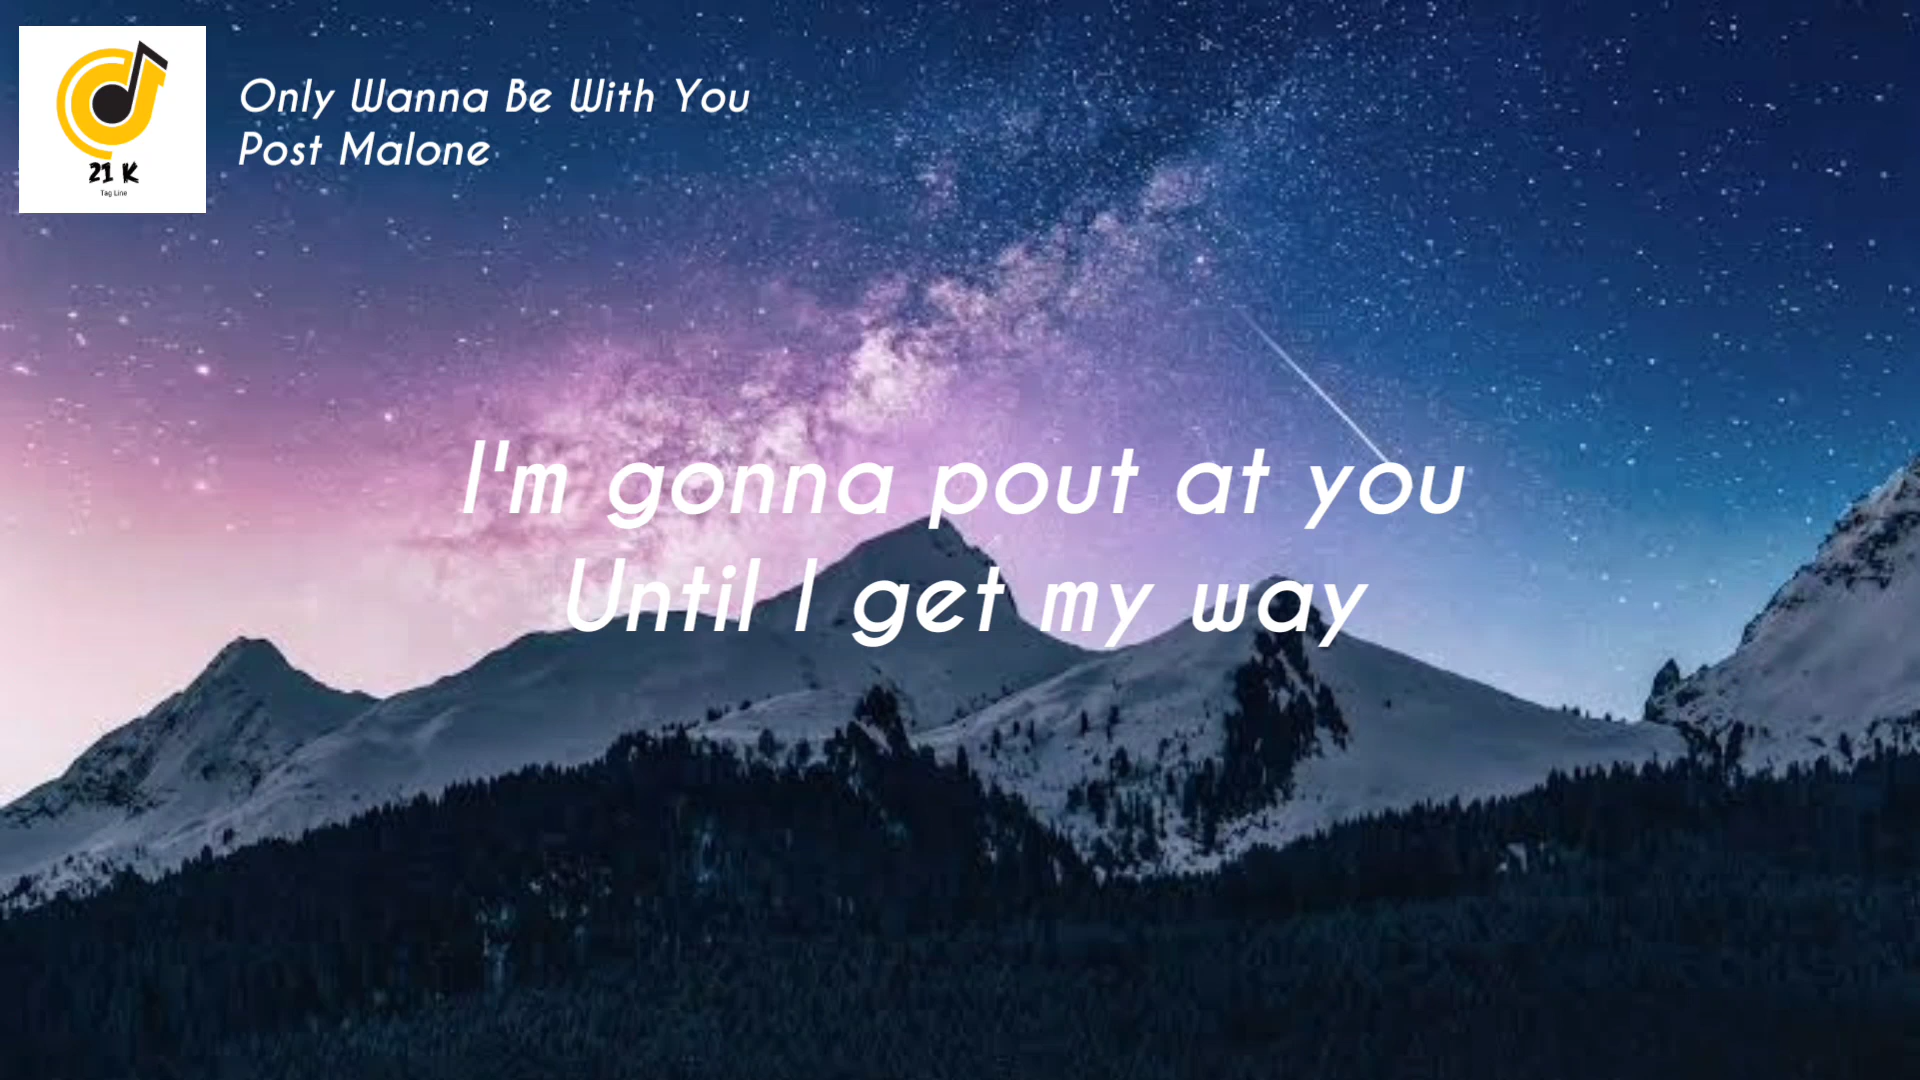 21 K
Tag Line
Only Wanna Be With You
Post Malone
I'm gonna pout at you
Until I get my way